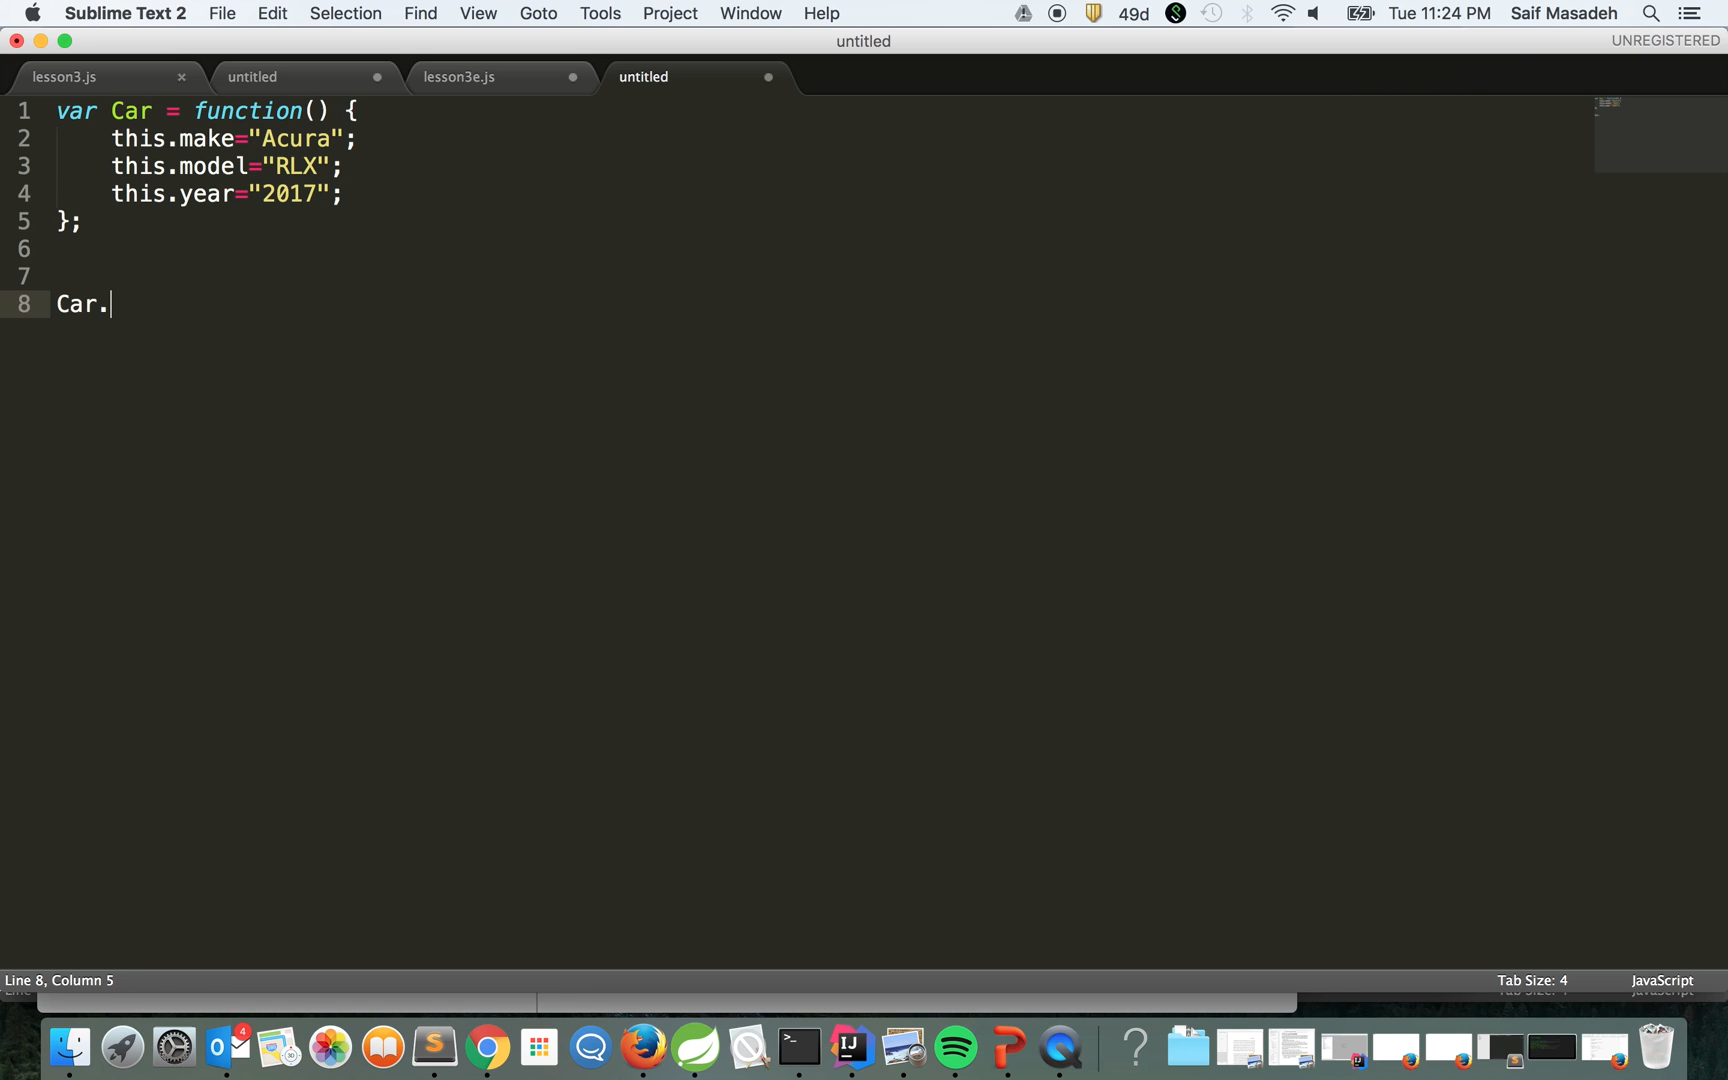 Sublime Text 2 File Edit Selection Find View Goto Tools Project Window Help 49d Tue 11:24 PM Saif Masadeh
untitled UNREGISTERED
lesson3.js × untitled lesson3e.js untitled
1 var Car = function() {
2 this.make="Acura";
3 this.model="RLX";
4 this.year="2017";
5 };
6
7
8 Car.
Line 8, Column 5 Tab Size: 4 JavaScript
4